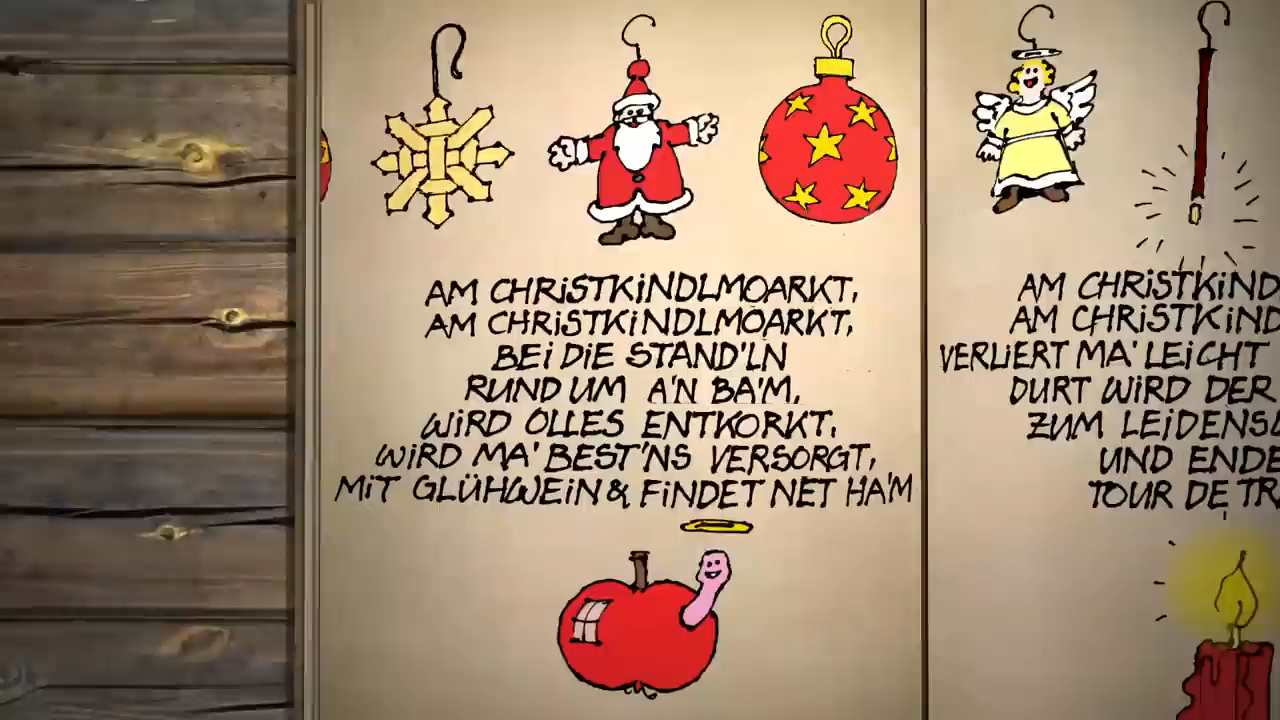 AM CHRiSTKiNDLMOARKT,
AM CHRiSTKiNDLMOARKT,
BEi DiE STAND'LN
RUND UM A'N BA'M,
WiRD OLLES ENTKORKT,
WiRD MA' BEST'NS VERSORGT,
MiT GLÜHWEiN & FiNDET NET HA'M
AM CHRiSTKiND
AM CHRiSTKiND
VERLiERT MA' LEiCHT
DURT WiRD DER
ZUM LEiDENS
UND ENDE
TOUR DE TR